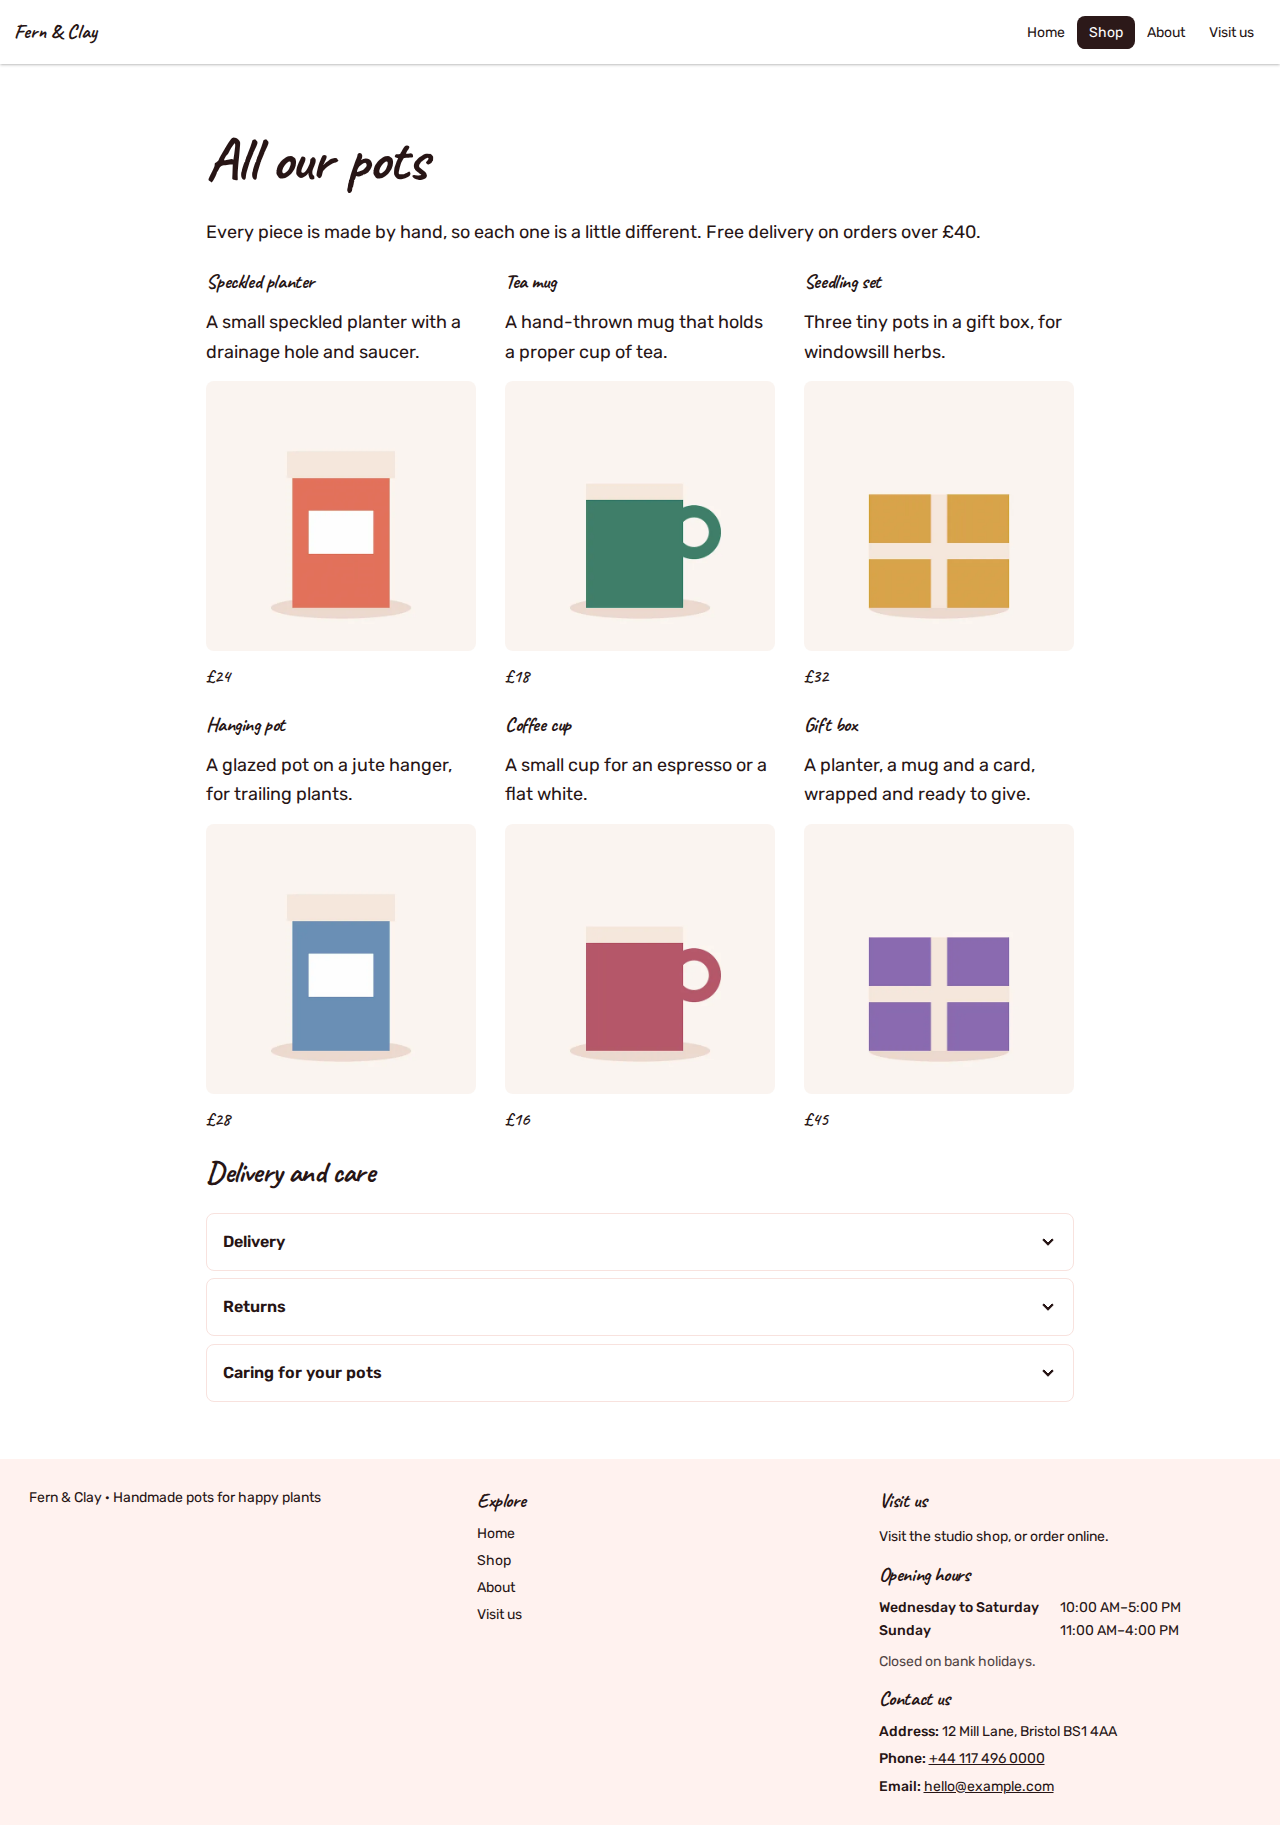 Fern & Clay
Home Shop About Visit us
All our pots
Every piece is made by hand, so each one is a little different. Free delivery on orders over £40.
Speckled planter
A small speckled planter with a
drainage hole and saucer.
£24
Tea mug
A hand-thrown mug that holds
a proper cup of tea.
£18
Seedling set
Three tiny pots in a gift box, for
windowsill herbs.
£32
Hanging pot
A glazed pot on a jute hanger,
for trailing plants.
£28
Coffee cup
A small cup for an espresso or a
flat white.
£16
Gift box
A planter, a mug and a card,
wrapped and ready to give.
£45
Delivery and care
Delivery
Returns
Caring for your pots
Fern & Clay • Handmade pots for happy plants
Explore
Home
Shop
About
Visit us
Visit us
Visit the studio shop, or order online.
Opening hours
Wednesday to Saturday 10:00 AM–5:00 PM
Sunday 11:00 AM–4:00 PM
Closed on bank holidays.
Contact us
Address: 12 Mill Lane, Bristol BS1 4AA
Phone: +44 117 496 0000
Email: hello@example.com